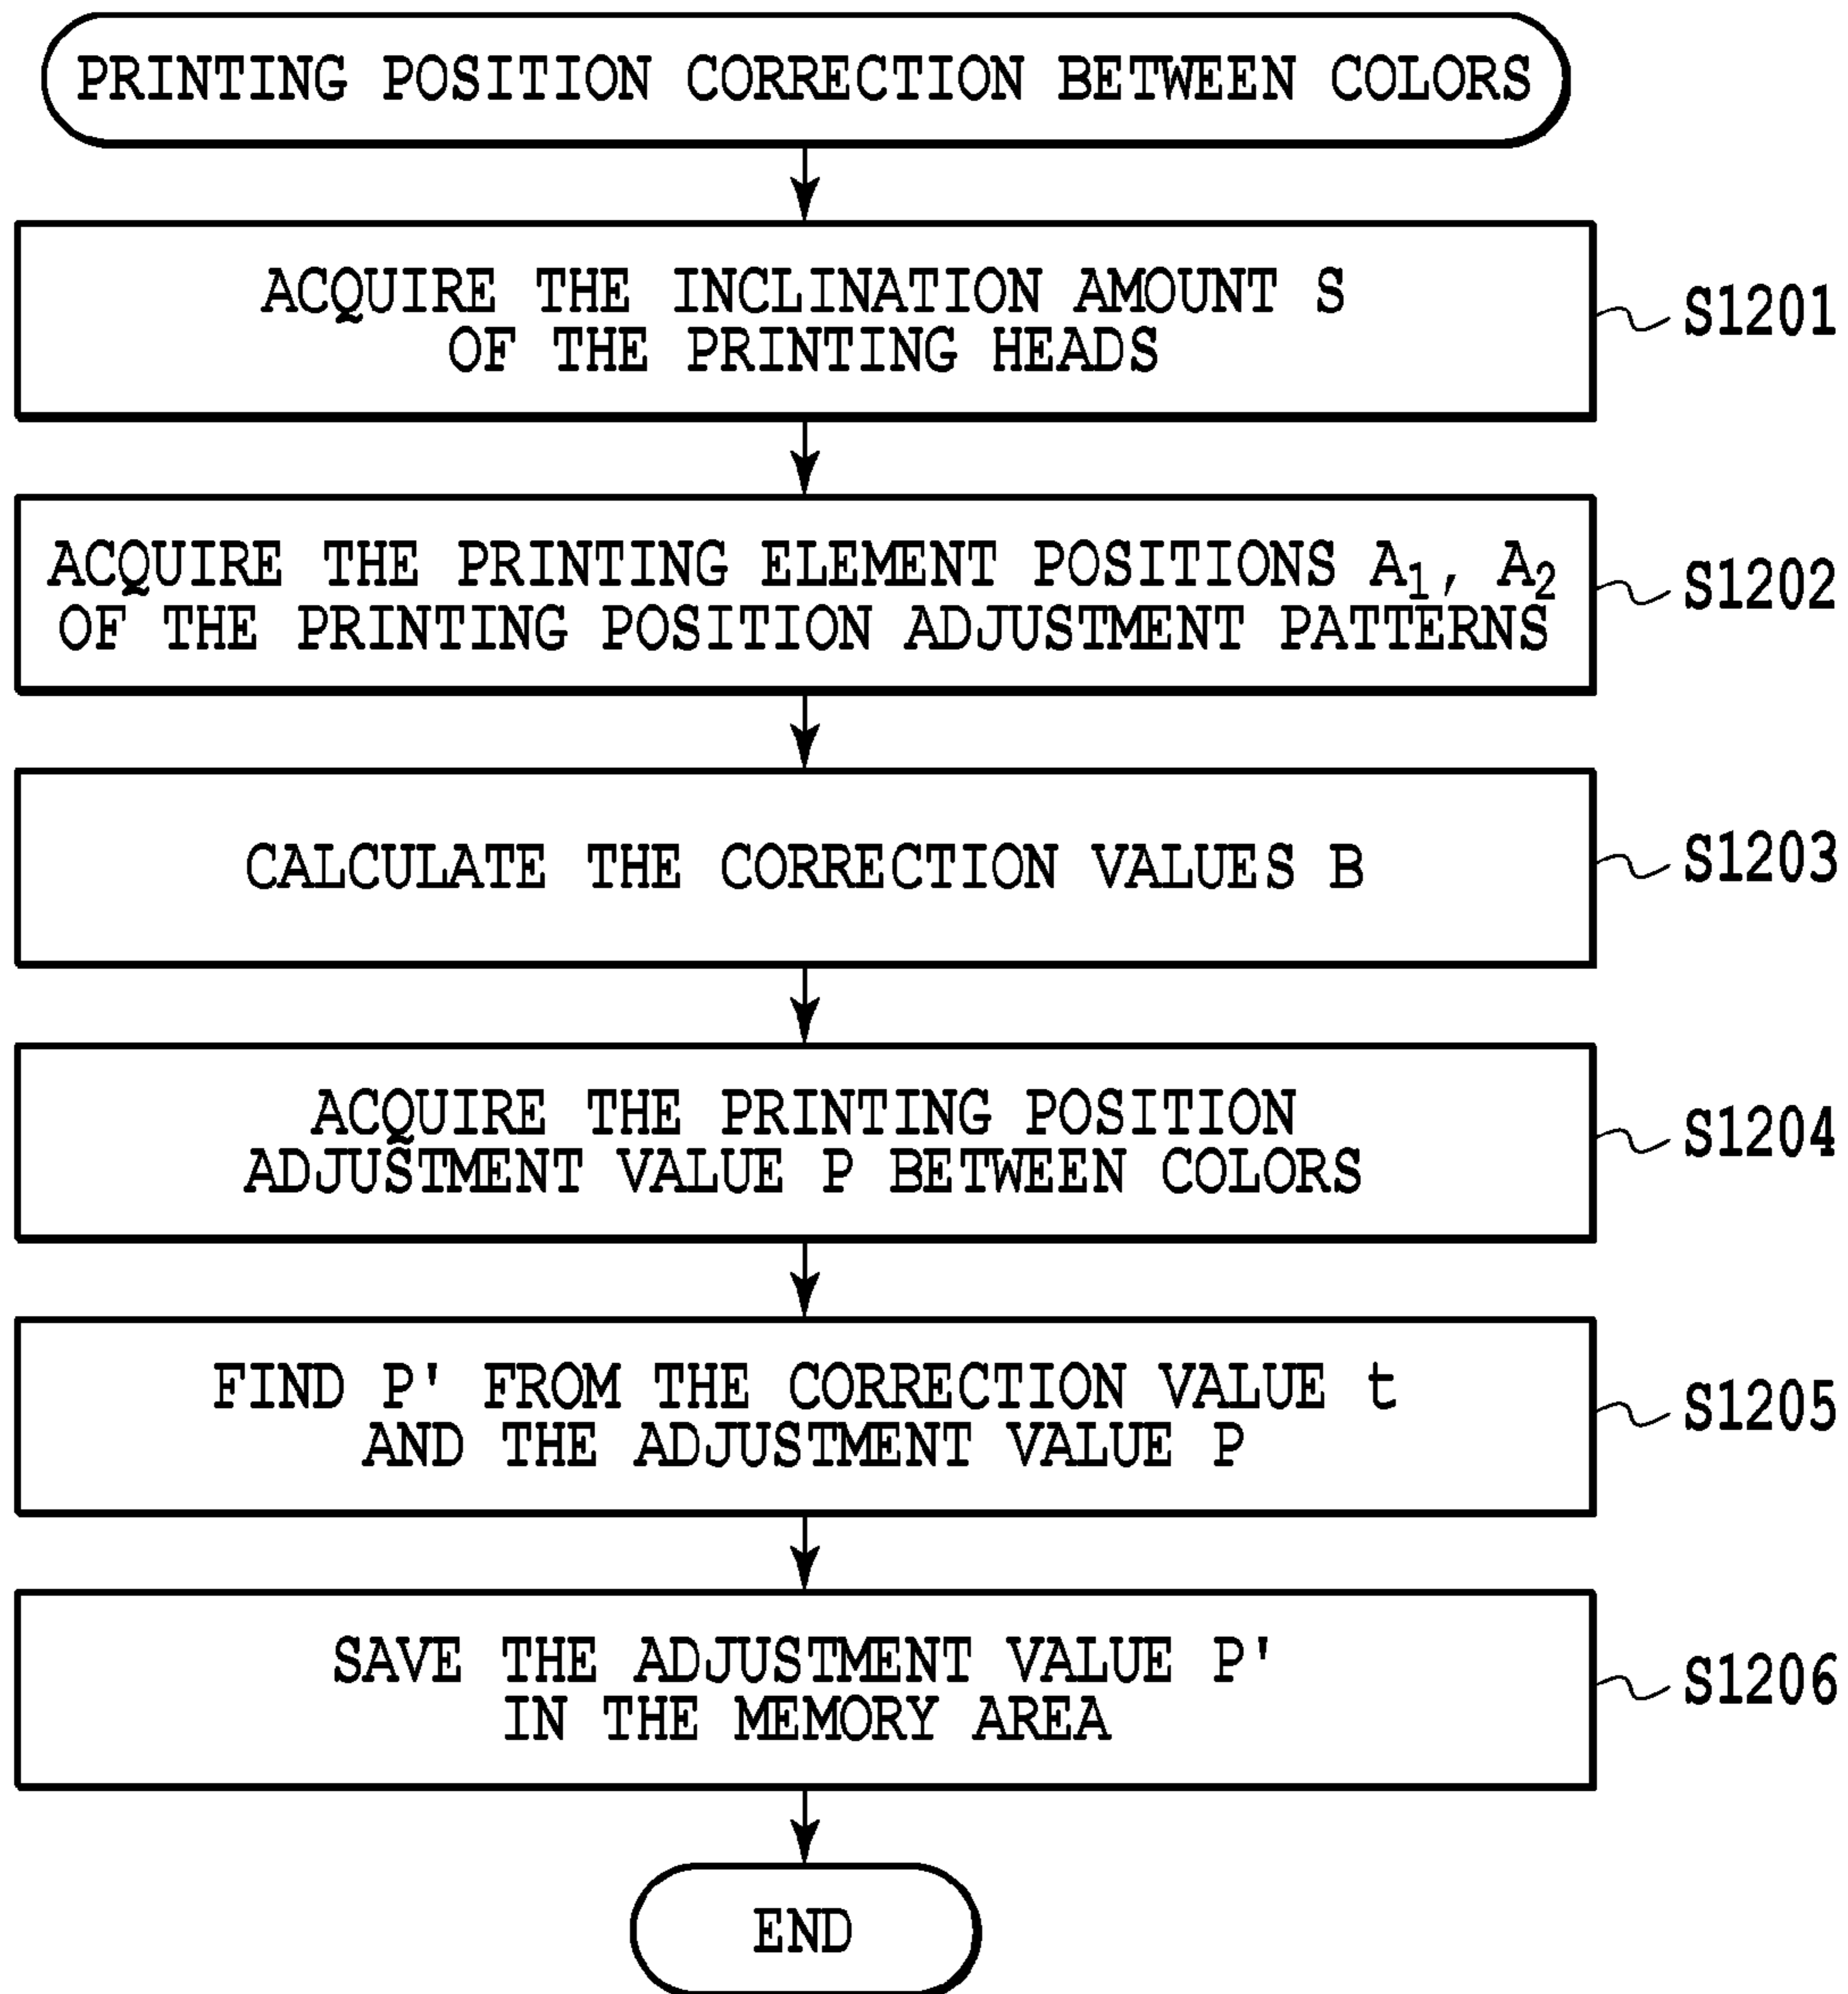 PRINTING POSITION CORRECTION BETWEEN COLORS
ACQUIRE THE INCLINATION AMOUNT S
OF THE PRINTING HEADS
S1201
ACQUIRE THE PRINTING ELEMENT POSITIONS A₁, A₂
OF THE PRINTING POSITION ADJUSTMENT PATTERNS
S1202
CALCULATE THE CORRECTION VALUES B
S1203
ACQUIRE THE PRINTING POSITION
ADJUSTMENT VALUE P BETWEEN COLORS
S1204
FIND P' FROM THE CORRECTION VALUE t
AND THE ADJUSTMENT VALUE P
S1205
SAVE THE ADJUSTMENT VALUE P'
IN THE MEMORY AREA
S1206
END